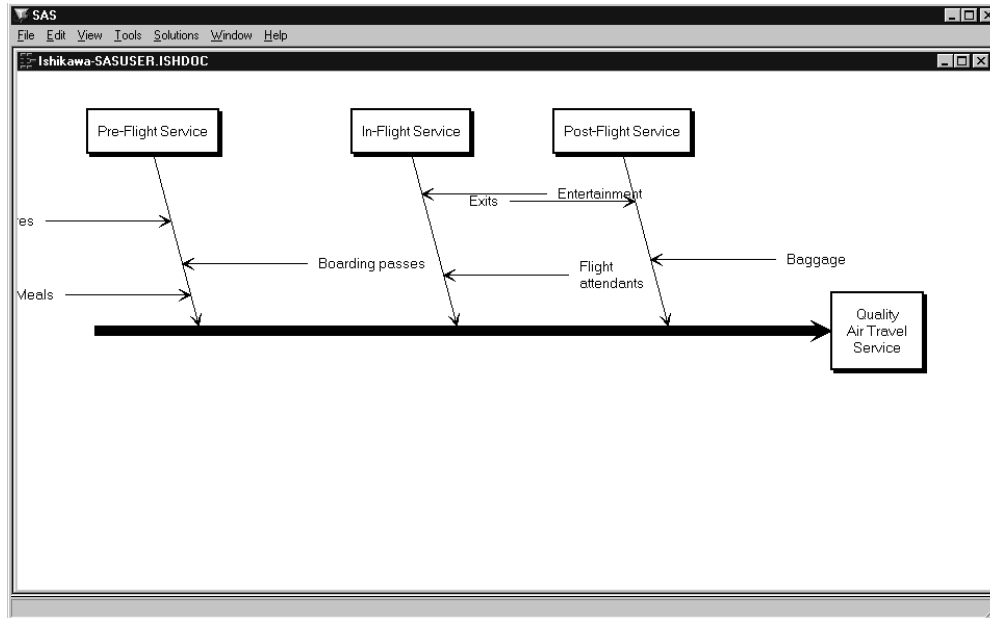 SAS
File Edit View Tools Solutions Window Help
Ishikawa-SASUSER.ISHDOC
Pre-Flight Service
In-Flight Service
Post-Flight Service
Entertainment
Exits
res
Boarding passes
Flight
attendants
Baggage
Meals
Quality
Air Travel
Service